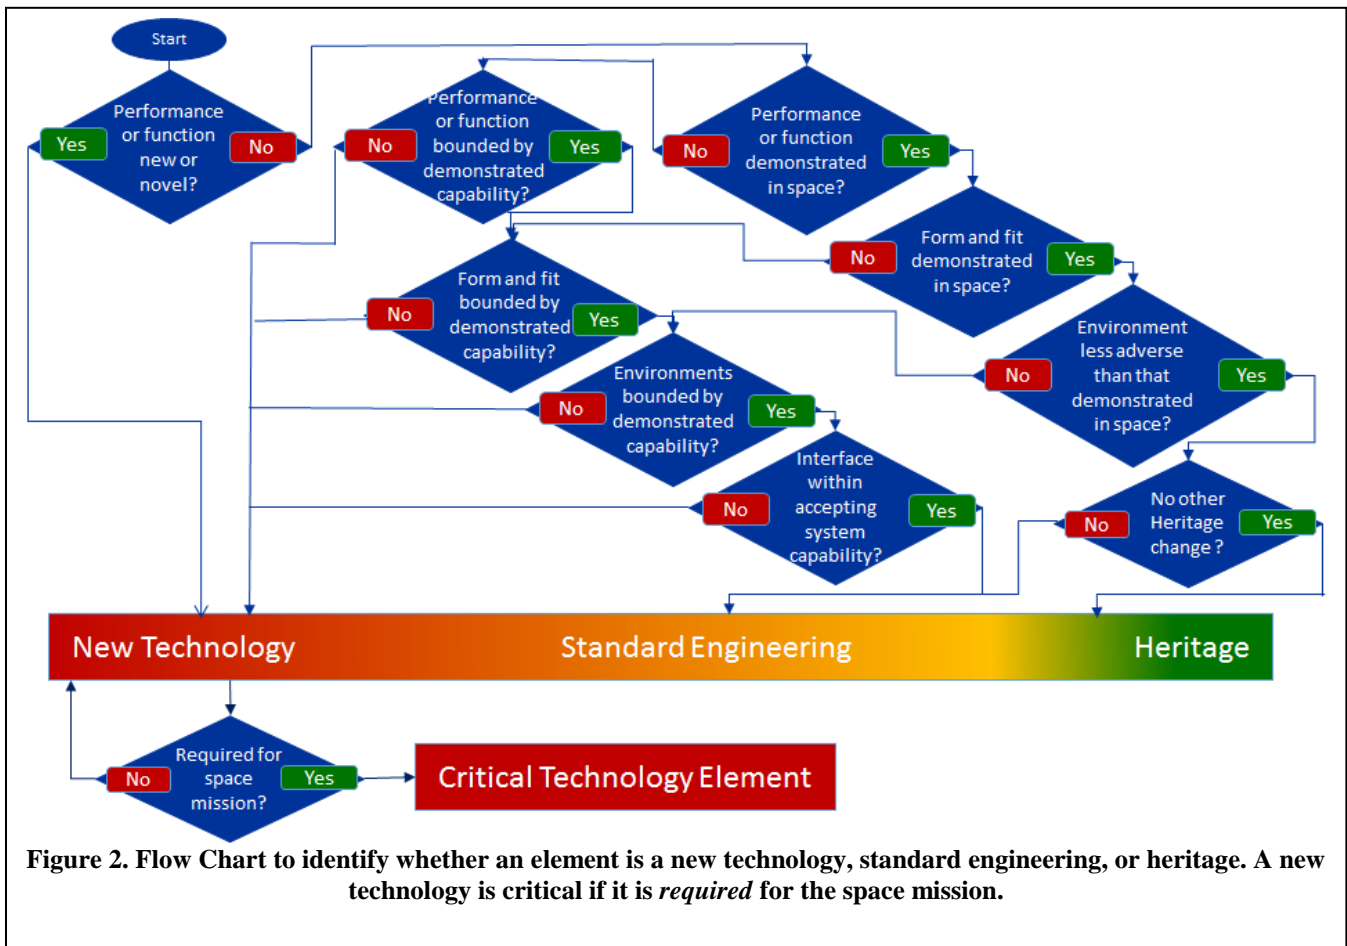 Start
Performance
or function
new or
novel?
Yes
No
Performance
or function
bounded by
demonstrated
capability?
No
Yes
Performance
or function
demonstrated
in space?
No
Yes
Form and fit
demonstrated
in space?
No
Yes
Form and fit
bounded by
demonstrated
capability?
No
Yes
Environment
less adverse
than that
demonstrated
in space?
No
Yes
Environments
bounded by
demonstrated
capability?
No
Yes
Interface
within
accepting
system
capability?
No
Yes
No other
Heritage
change ?
No
Yes
New Technology
Standard Engineering
Heritage
Required for
space
mission?
No
Yes
Critical Technology Element
Figure 2. Flow Chart to identify whether an element is a new technology, standard engineering, or heritage. A new
technology is critical if it is required for the space mission.